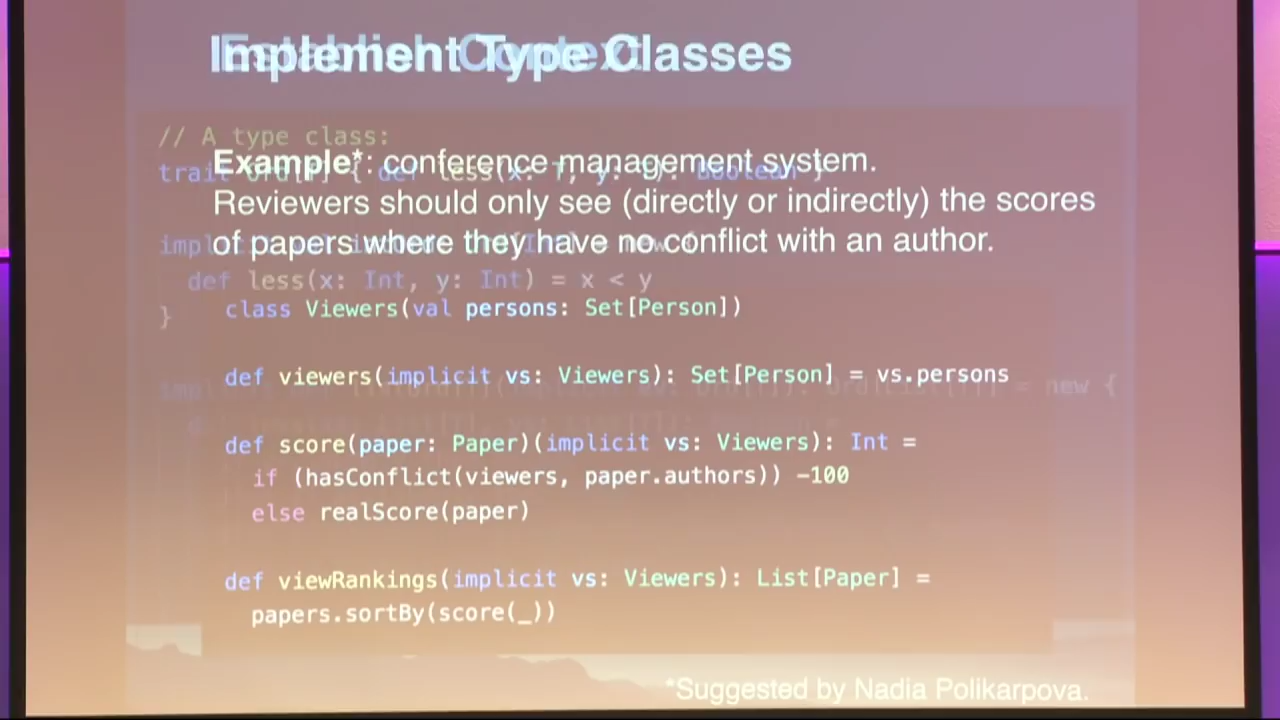 Establish Context
Implement Type Classes
// A type class:
trait Ord[T] { def less(x: T, y: T): Boolean }
Example*: conference management system.
Reviewers should only see (directly or indirectly) the scores
of papers where they have no conflict with an author.
def less(x: Int, y: Int) = x < y
}
class Viewers(val persons: Set[Person])
def viewers(implicit vs: Viewers): Set[Person] = vs.persons
= new {
def score(paper: Paper)(implicit vs: Viewers): Int =
if (hasConflict(viewers, paper.authors)) -100
else realScore(paper)
def viewRankings(implicit vs: Viewers): List[Paper] =
papers.sortBy(score(_))
*Suggested by Nadia Polikarpova.